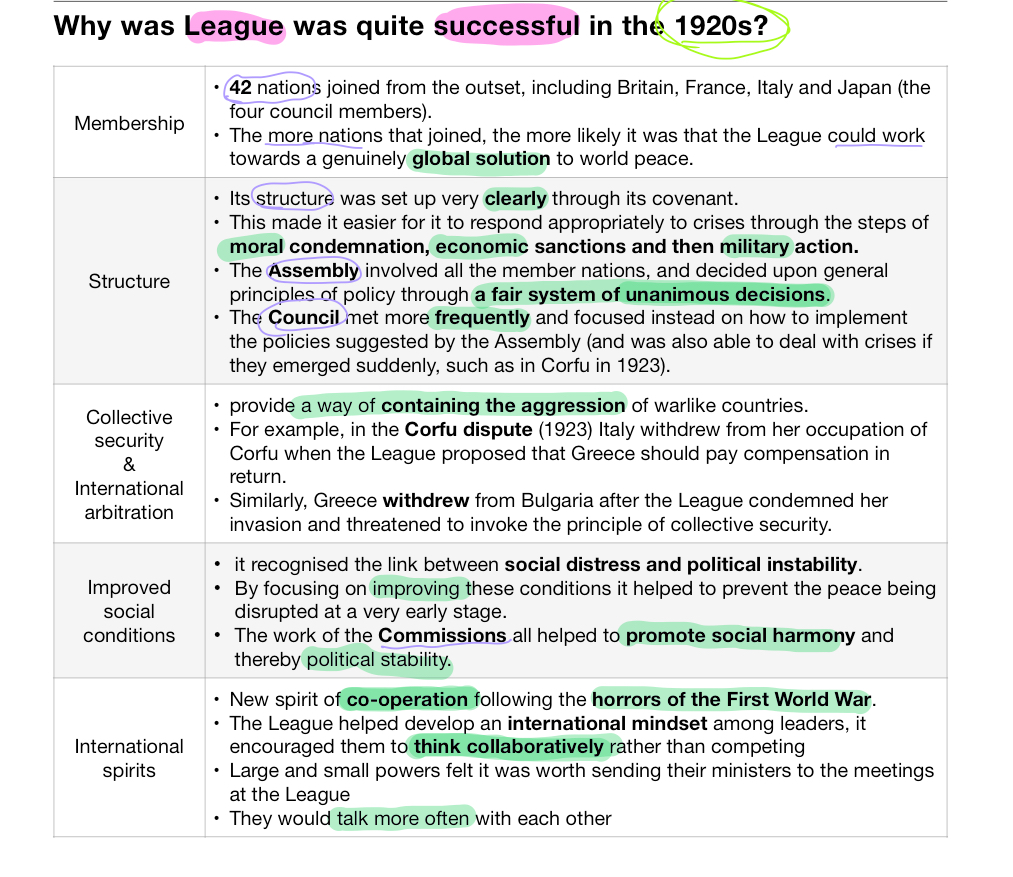 Why was League was quite successful in the 1920s?
Membership
• 42 nations joined from the outset, including Britain, France, Italy and Japan (the
four council members).
• The more nations that joined, the more likely it was that the League could work
towards a genuinely global solution to world peace.
Structure
• Its structure was set up very clearly through its covenant.
• This made it easier for it to respond appropriately to crises through the steps of
moral condemnation, economic sanctions and then military action.
• The Assembly involved all the member nations, and decided upon general
principles of policy through a fair system of unanimous decisions.
• The Council met more frequently and focused instead on how to implement
the policies suggested by the Assembly (and was also able to deal with crises if
they emerged suddenly, such as in Corfu in 1923).
Collective
security
&
International
arbitration
• provide a way of containing the aggression of warlike countries.
• For example, in the Corfu dispute (1923) Italy withdrew from her occupation of
Corfu when the League proposed that Greece should pay compensation in
return.
• Similarly, Greece withdrew from Bulgaria after the League condemned her
invasion and threatened to invoke the principle of collective security.
Improved
social
conditions
• it recognised the link between social distress and political instability.
• By focusing on improving these conditions it helped to prevent the peace being
disrupted at a very early stage.
• The work of the Commissions all helped to promote social harmony and
thereby political stability.
International
spirits
• New spirit of co-operation following the horrors of the First World War.
• The League helped develop an international mindset among leaders, it
encouraged them to think collaboratively rather than competing
• Large and small powers felt it was worth sending their ministers to the meetings
at the League
• They would talk more often with each other